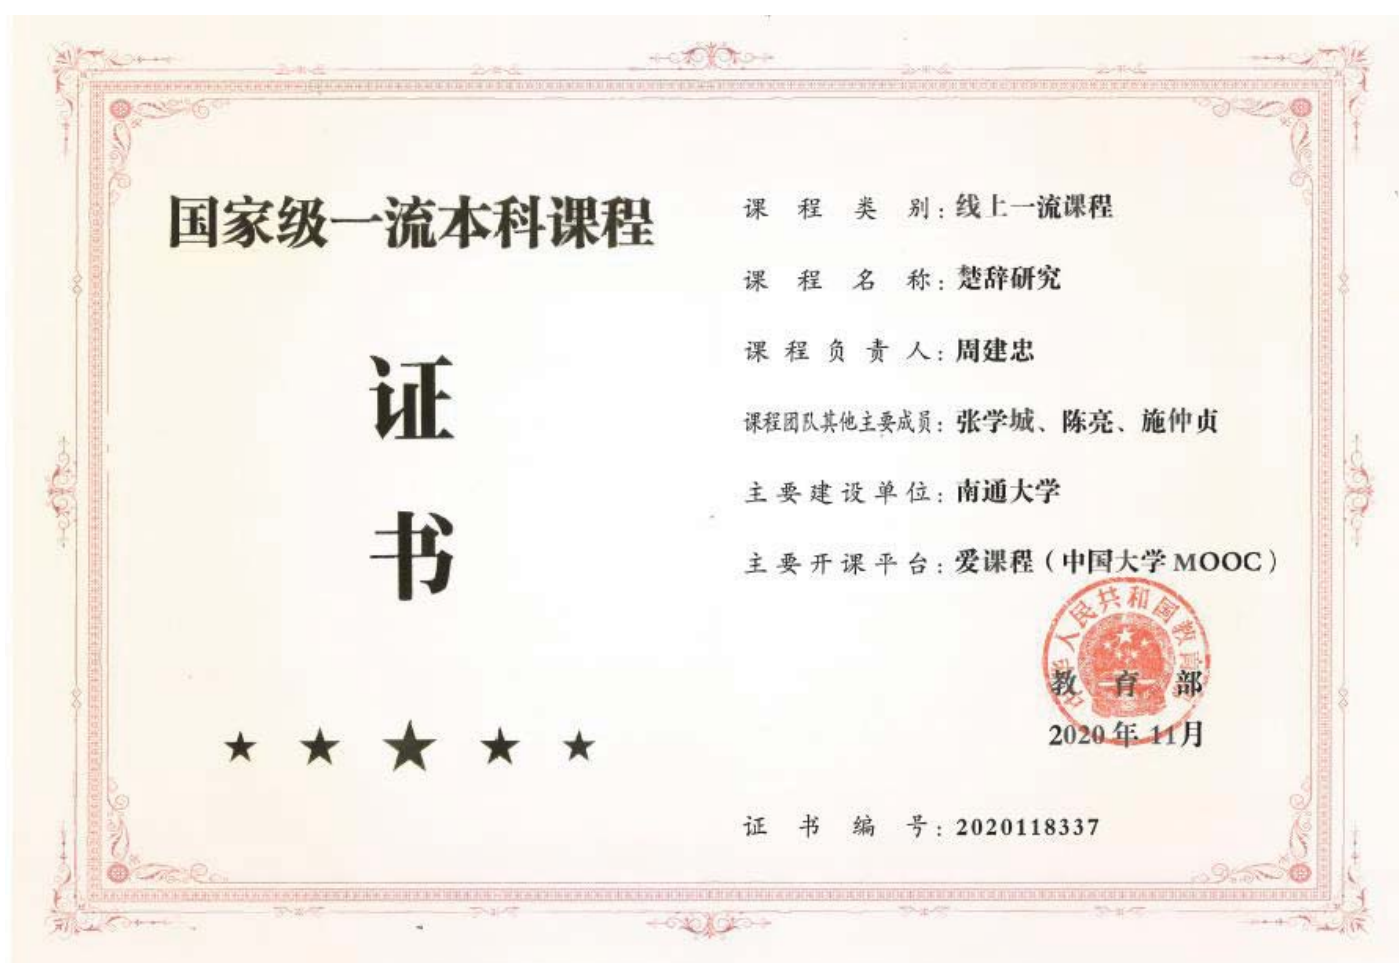 国家级一流本科课程
证
书
课程类别：线上一流课程
课程名称：楚辞研究
课程负责人：周建忠
课程团队其他主要成员：张学城、陈亮、施仲贞
主要建设单位：南通大学
主要开课平台：爱课程（中国大学MOOC）
中华人民共和国教育部
教育部
2020年11月
证书编号：2020118337